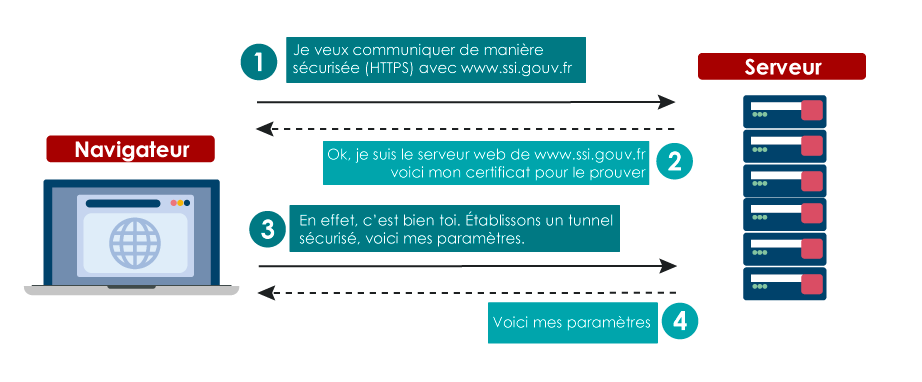 1
Je veux communiquer de manière
sécurisée (HTTPS) avec www.ssi.gouv.fr
Serveur
Navigateur
Ok, je suis le serveur web de www.ssi.gouv.fr
voici mon certificat pour le prouver
2
3
En effet, c’est bien toi. Établissons un tunnel
sécurisé, voici mes paramètres.
Voici mes paramètres
4